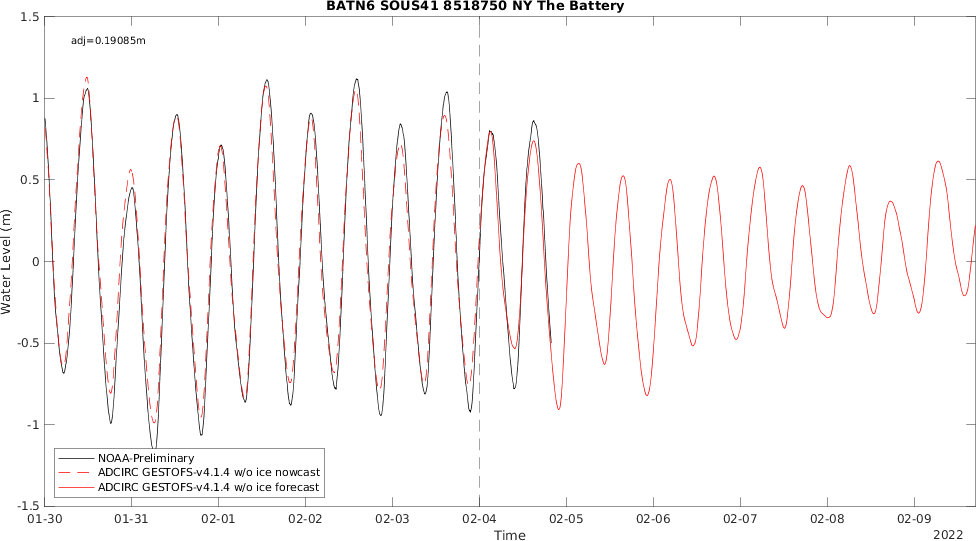 BATN6 SOUS41 8518750 NY The Battery
1.5
adj=0.19085m
1
0.5
0
-0.5
-1
-1.5
Water Level (m)
NOAA-Preliminary
ADCIRC GESTOFS-v4.1.4 w/o ice nowcast
ADCIRC GESTOFS-v4.1.4 w/o ice forecast
01-30 01-31 02-01 02-02 02-03 02-04 02-05 02-06 02-07 02-08 02-09
Time
2022